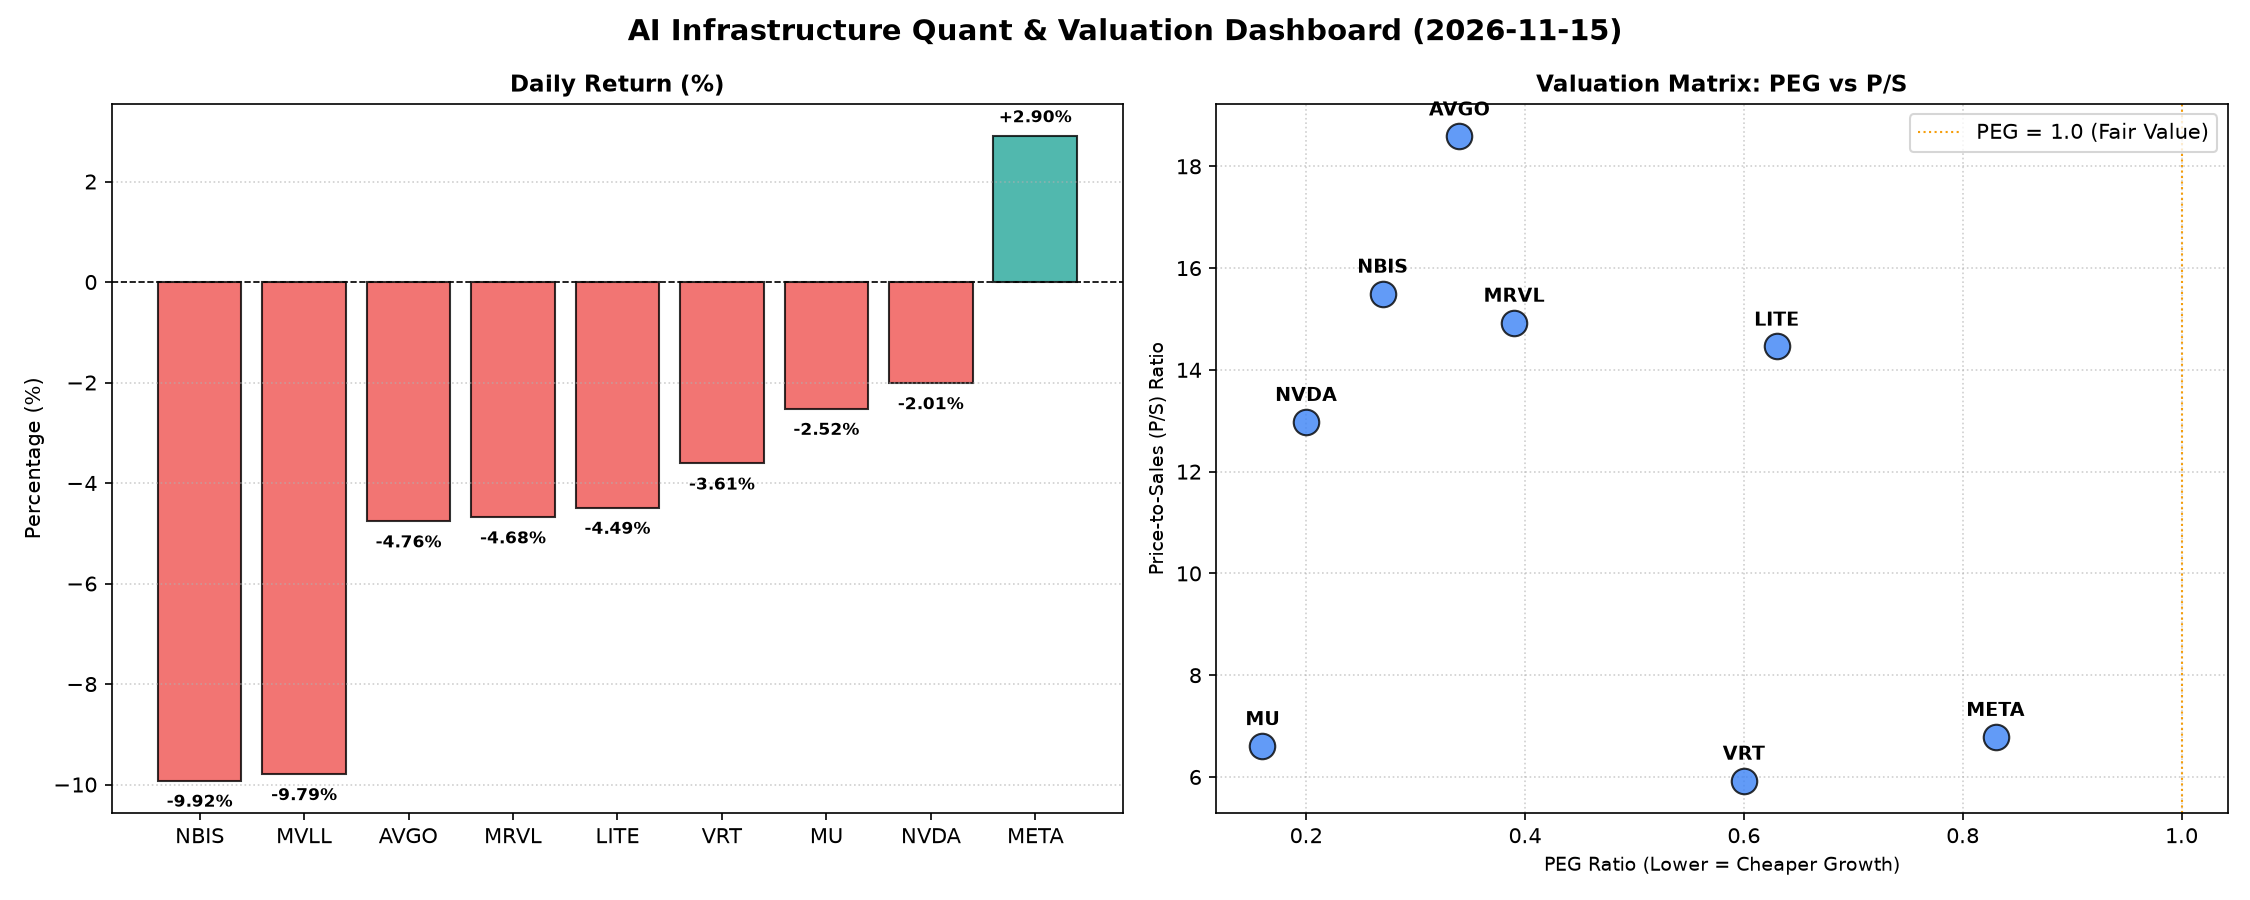 AI Infrastructure Quant & Valuation Dashboard (2026-11-15)
Daily Return (%)
Percentage (%)
2
0
−2
−4
−6
−8
−10
+2.90%
-9.92%
-9.79%
-4.76%
-4.68%
-4.49%
-3.61%
-2.52%
-2.01%
NBIS
MVLL
AVGO
MRVL
LITE
VRT
MU
NVDA
META
Valuation Matrix: PEG vs P/S
Price-to-Sales (P/S) Ratio
18
16
14
12
10
8
6
PEG = 1.0 (Fair Value)
AVGO
NBIS
MRVL
LITE
NVDA
MU
VRT
META
0.2
0.4
0.6
0.8
1.0
PEG Ratio (Lower = Cheaper Growth)